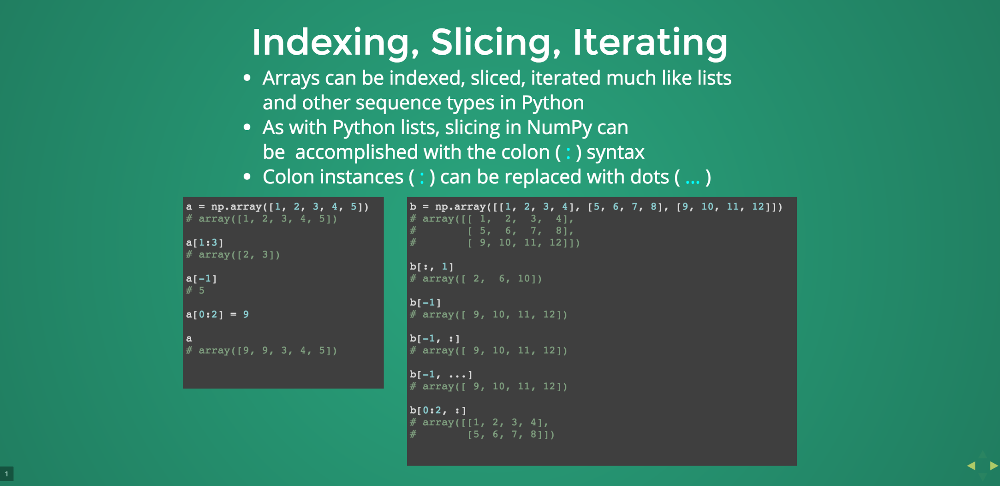 Indexing, Slicing, Iterating
• Arrays can be indexed, sliced, iterated much like lists
and other sequence types in Python
• As with Python lists, slicing in NumPy can
be  accomplished with the colon ( : ) syntax
• Colon instances ( : ) can be replaced with dots ( ... )
a = np.array([1, 2, 3, 4, 5])
# array([1, 2, 3, 4, 5])
a[1:3]
# array([2, 3])
a[-1]
# 5
a[0:2] = 9
a
# array([9, 9, 3, 4, 5])
b = np.array([[1, 2, 3, 4], [5, 6, 7, 8], [9, 10, 11, 12]])
# array([[ 1,  2,  3,  4],
#        [ 5,  6,  7,  8],
#        [ 9, 10, 11, 12]])
b[:, 1]
# array([ 2,  6, 10])
b[-1]
# array([ 9, 10, 11, 12])
b[-1, :]
# array([ 9, 10, 11, 12])
b[-1, ...]
# array([ 9, 10, 11, 12])
b[0:2, :]
# array([[1, 2, 3, 4],
#        [5, 6, 7, 8]])
1